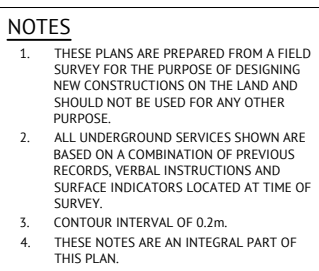 NOTES
1. THESE PLANS ARE PREPARED FROM A FIELD
SURVEY FOR THE PURPOSE OF DESIGNING
NEW CONSTRUCTIONS ON THE LAND AND
SHOULD NOT BE USED FOR ANY OTHER
PURPOSE.
2. ALL UNDERGROUND SERVICES SHOWN ARE
BASED ON A COMBINATION OF PREVIOUS
RECORDS, VERBAL INSTRUCTIONS AND
SURFACE INDICATORS LOCATED AT TIME OF
SURVEY.
3. CONTOUR INTERVAL OF 0.2m.
4. THESE NOTES ARE AN INTEGRAL PART OF
THIS PLAN.